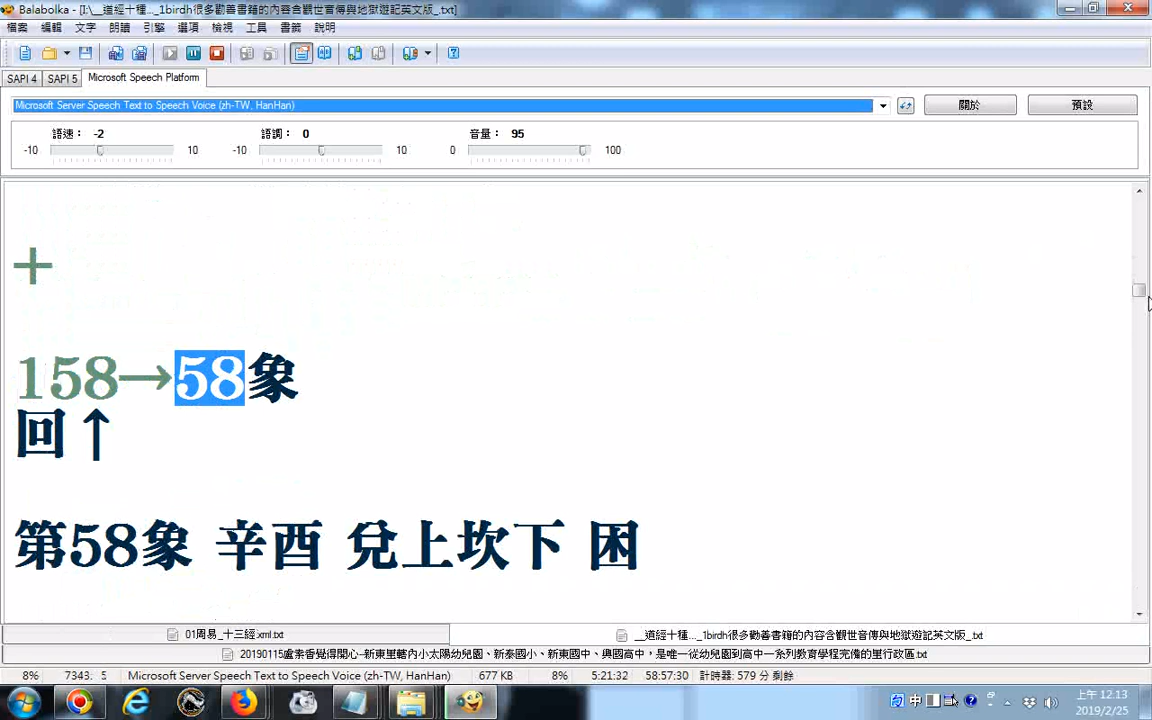 Balabolka - [I:\__道經十種..._1birdh很多勸善書籍的內容含觀世音傳與地獄遊記英文版_.txt]
檔案 編輯 文字 朗讀 引擎 選項 檢視 工具 書籤 說明
SAPI 4 SAPI 5 Microsoft Speech Platform
Microsoft Server Speech Text to Speech Voice (zh-TW, HanHan) 關於 預設
語速： -2 語調： 0 音量： 95
-10 10 -10 10 0 100
+
158→58象
回↑
第58象 辛酉 兌上坎下 困
01周易_十三經.xml.txt __道經十種..._1birdh很多勸善書籍的內容含觀世音傳與地獄遊記英文版_.txt
20190115盧素香覺得開心--新東里轄內小太陽幼兒園、新泰國小、新東國中、興國高中，是唯一從幼兒園到高中一系列教育學程完備的里行政區.txt
8% 7343: 5 Microsoft Server Speech Text to Speech Voice (zh-TW, HanHan) 677 KB 8% 5:21:32 58:57:30 計時器: 579 分 剩餘
中 上午 12:13
2019/2/25